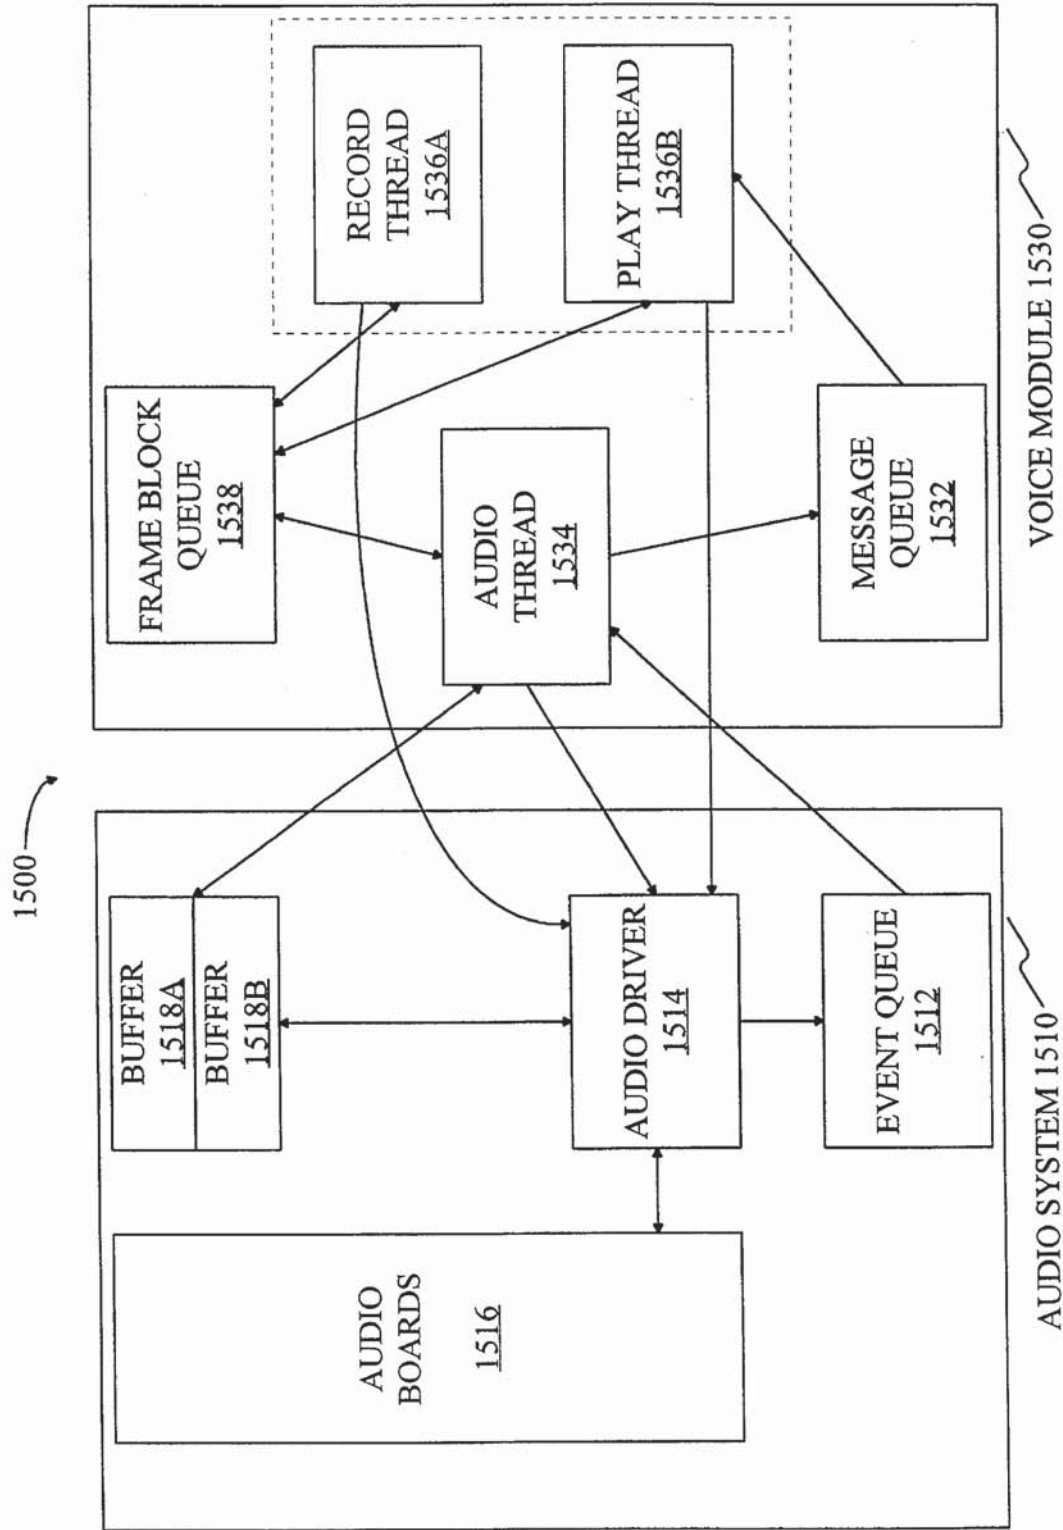 1500
BUFFER
1518A
BUFFER
1518B
AUDIO
BOARDS
1516
AUDIO DRIVER
1514
EVENT QUEUE
1512
AUDIO SYSTEM 1510
FRAME BLOCK
QUEUE
1538
RECORD
THREAD
1536A
AUDIO
THREAD
1534
PLAY THREAD
1536B
MESSAGE
QUEUE
1532
VOICE MODULE 1530